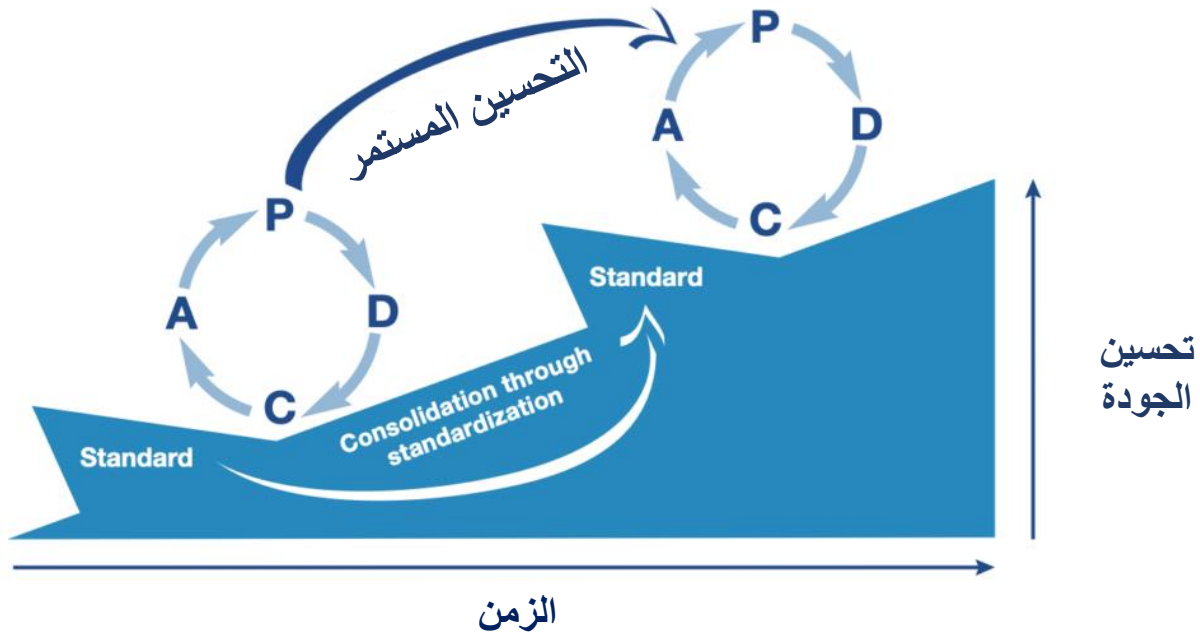 P
D
C
A
التحسين المستمر
P
D
C
A
Standard
Consolidation through
standardization
Standard
تحسين
الجودة
الزمن